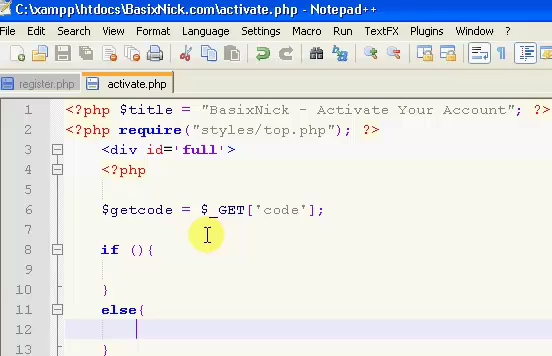 C:\xampp\htdocs\BasixNick.com\activate.php - Notepad++
File Edit Search View Encoding Language Settings Macro Run TextFX Plugins Window ?
register.php activate.php
1 <?php $title = "BasixNick - Activate Your Account"; ?>
2 <?php require("styles/top.php"); ?>
3 <div id='full'>
4 <?php
5
6 $getcode = $_GET['code'];
7
8 if (){
9
10 }
11 else{
12
13 }